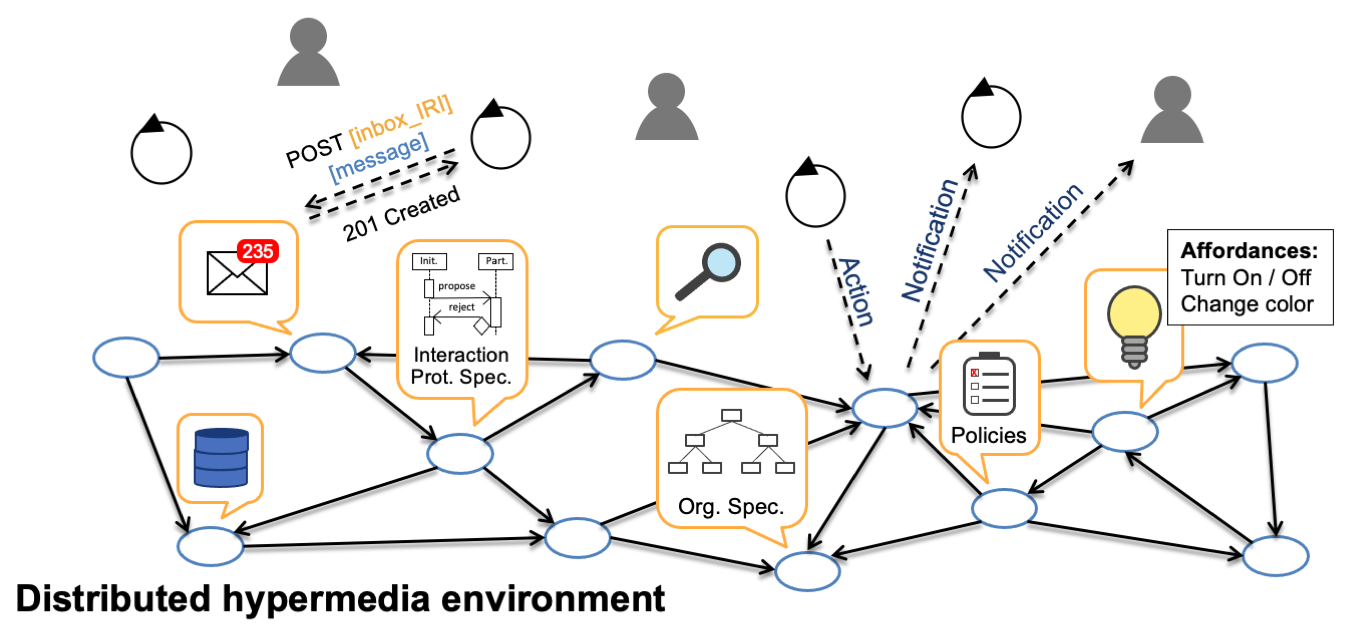 POST [inbox_IRI]
[message]
201 Created
235
Init.
Part.
propose
reject
Interaction
Prot. Spec.
Action
Notification
Notification
Affordances:
Turn On / Off
Change color
X
Policies
Org. Spec.
Distributed hypermedia environment